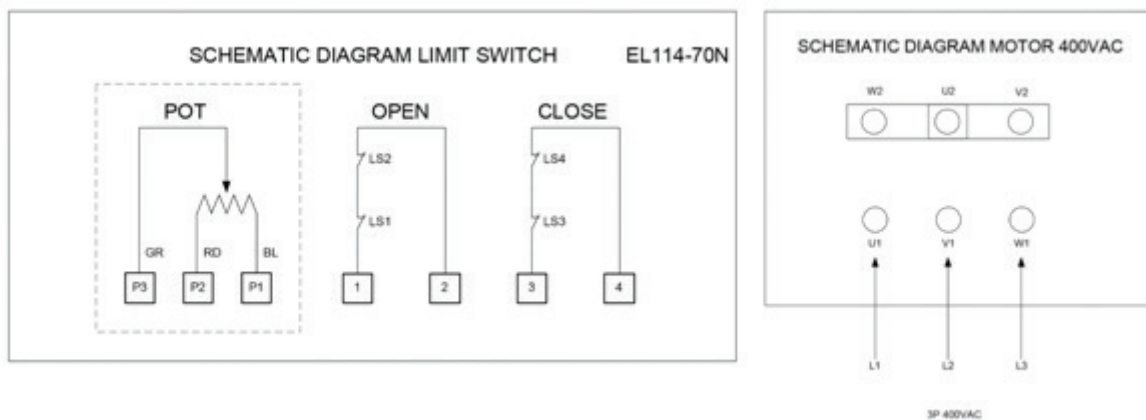 SCHEMATIC DIAGRAM LIMIT SWITCH EL114-70N
POT OPEN CLOSE
LS2 LS4
LS1 LS3
GR RD BL
P3 P2 P1 1 2 3 4
SCHEMATIC DIAGRAM MOTOR 400VAC
W2 U2 V2
U1 V1 W1
L1 L2 L3
3P 400VAC